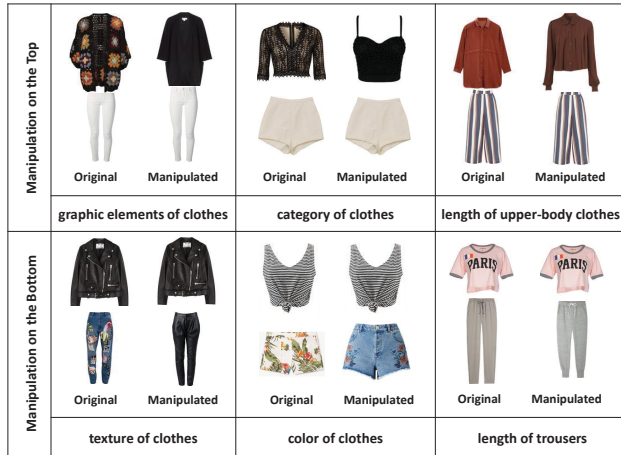 Manipulation on the Top
Original Manipulated Original Manipulated Original Manipulated
graphic elements of clothes category of clothes length of upper-body clothes
Manipulation on the Bottom
PARIS PARIS
Original Manipulated Original Manipulated Original Manipulated
texture of clothes color of clothes length of trousers